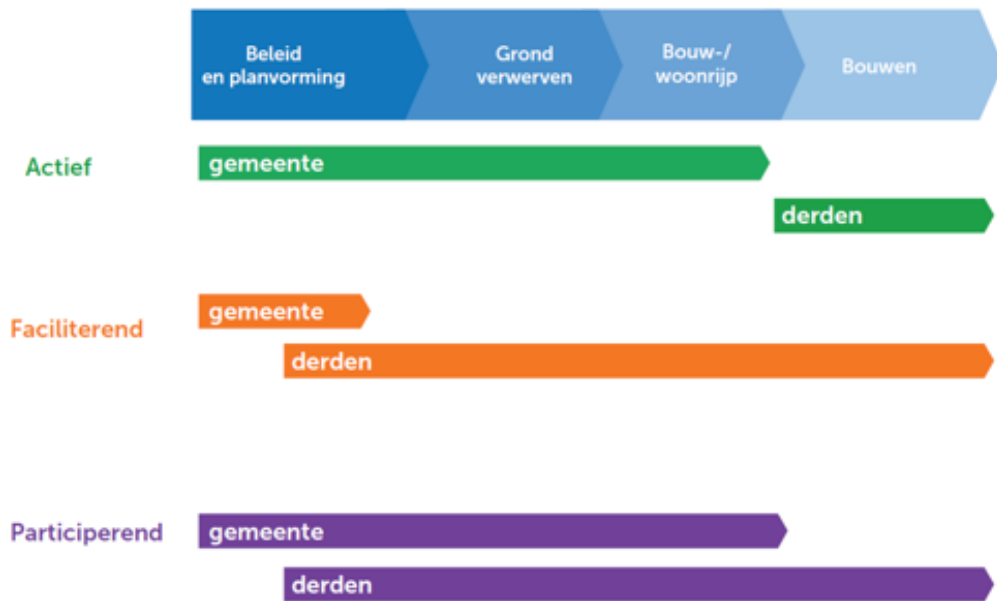 Beleid
en planvorming
Grond
verwerven
Bouw-/
woonrijp
Bouwen
Actief
gemeente
derden
Faciliterend
gemeente
derden
Participerend
gemeente
derden